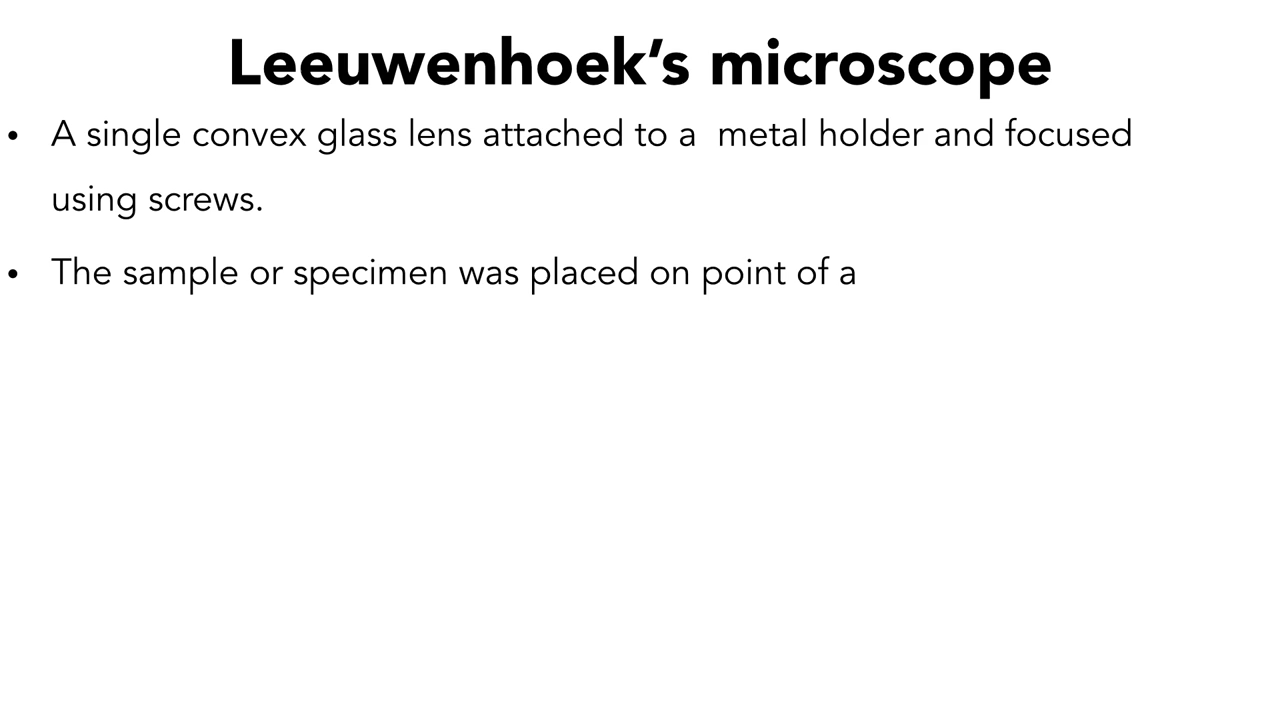 Leeuwenhoek’s microscope
• A single convex glass lens attached to a  metal holder and focused
using screws.
• The sample or specimen was placed on point of a